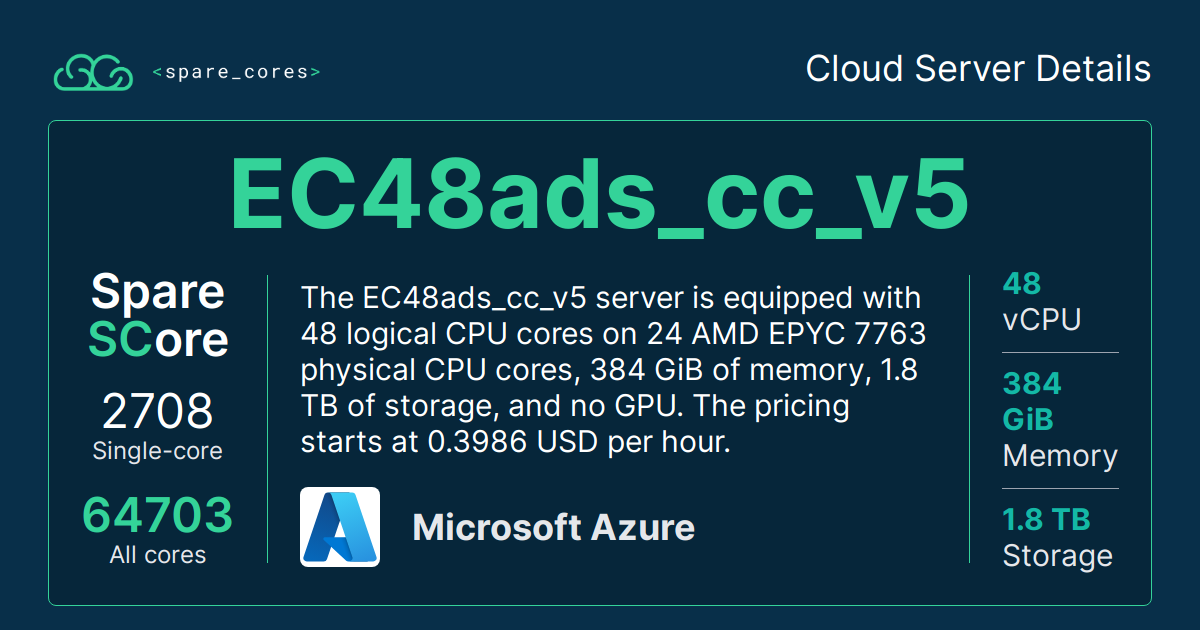 <spare_cores>
Cloud Server Details
EC48ads_cc_v5
Spare
SCore
2708
Single-core
64703
All cores
The EC48ads_cc_v5 server is equipped with
48 logical CPU cores on 24 AMD EPYC 7763
physical CPU cores, 384 GiB of memory, 1.8
TB of storage, and no GPU. The pricing
starts at 0.3986 USD per hour.
Microsoft Azure
48
vCPU
384
GiB
Memory
1.8 TB
Storage